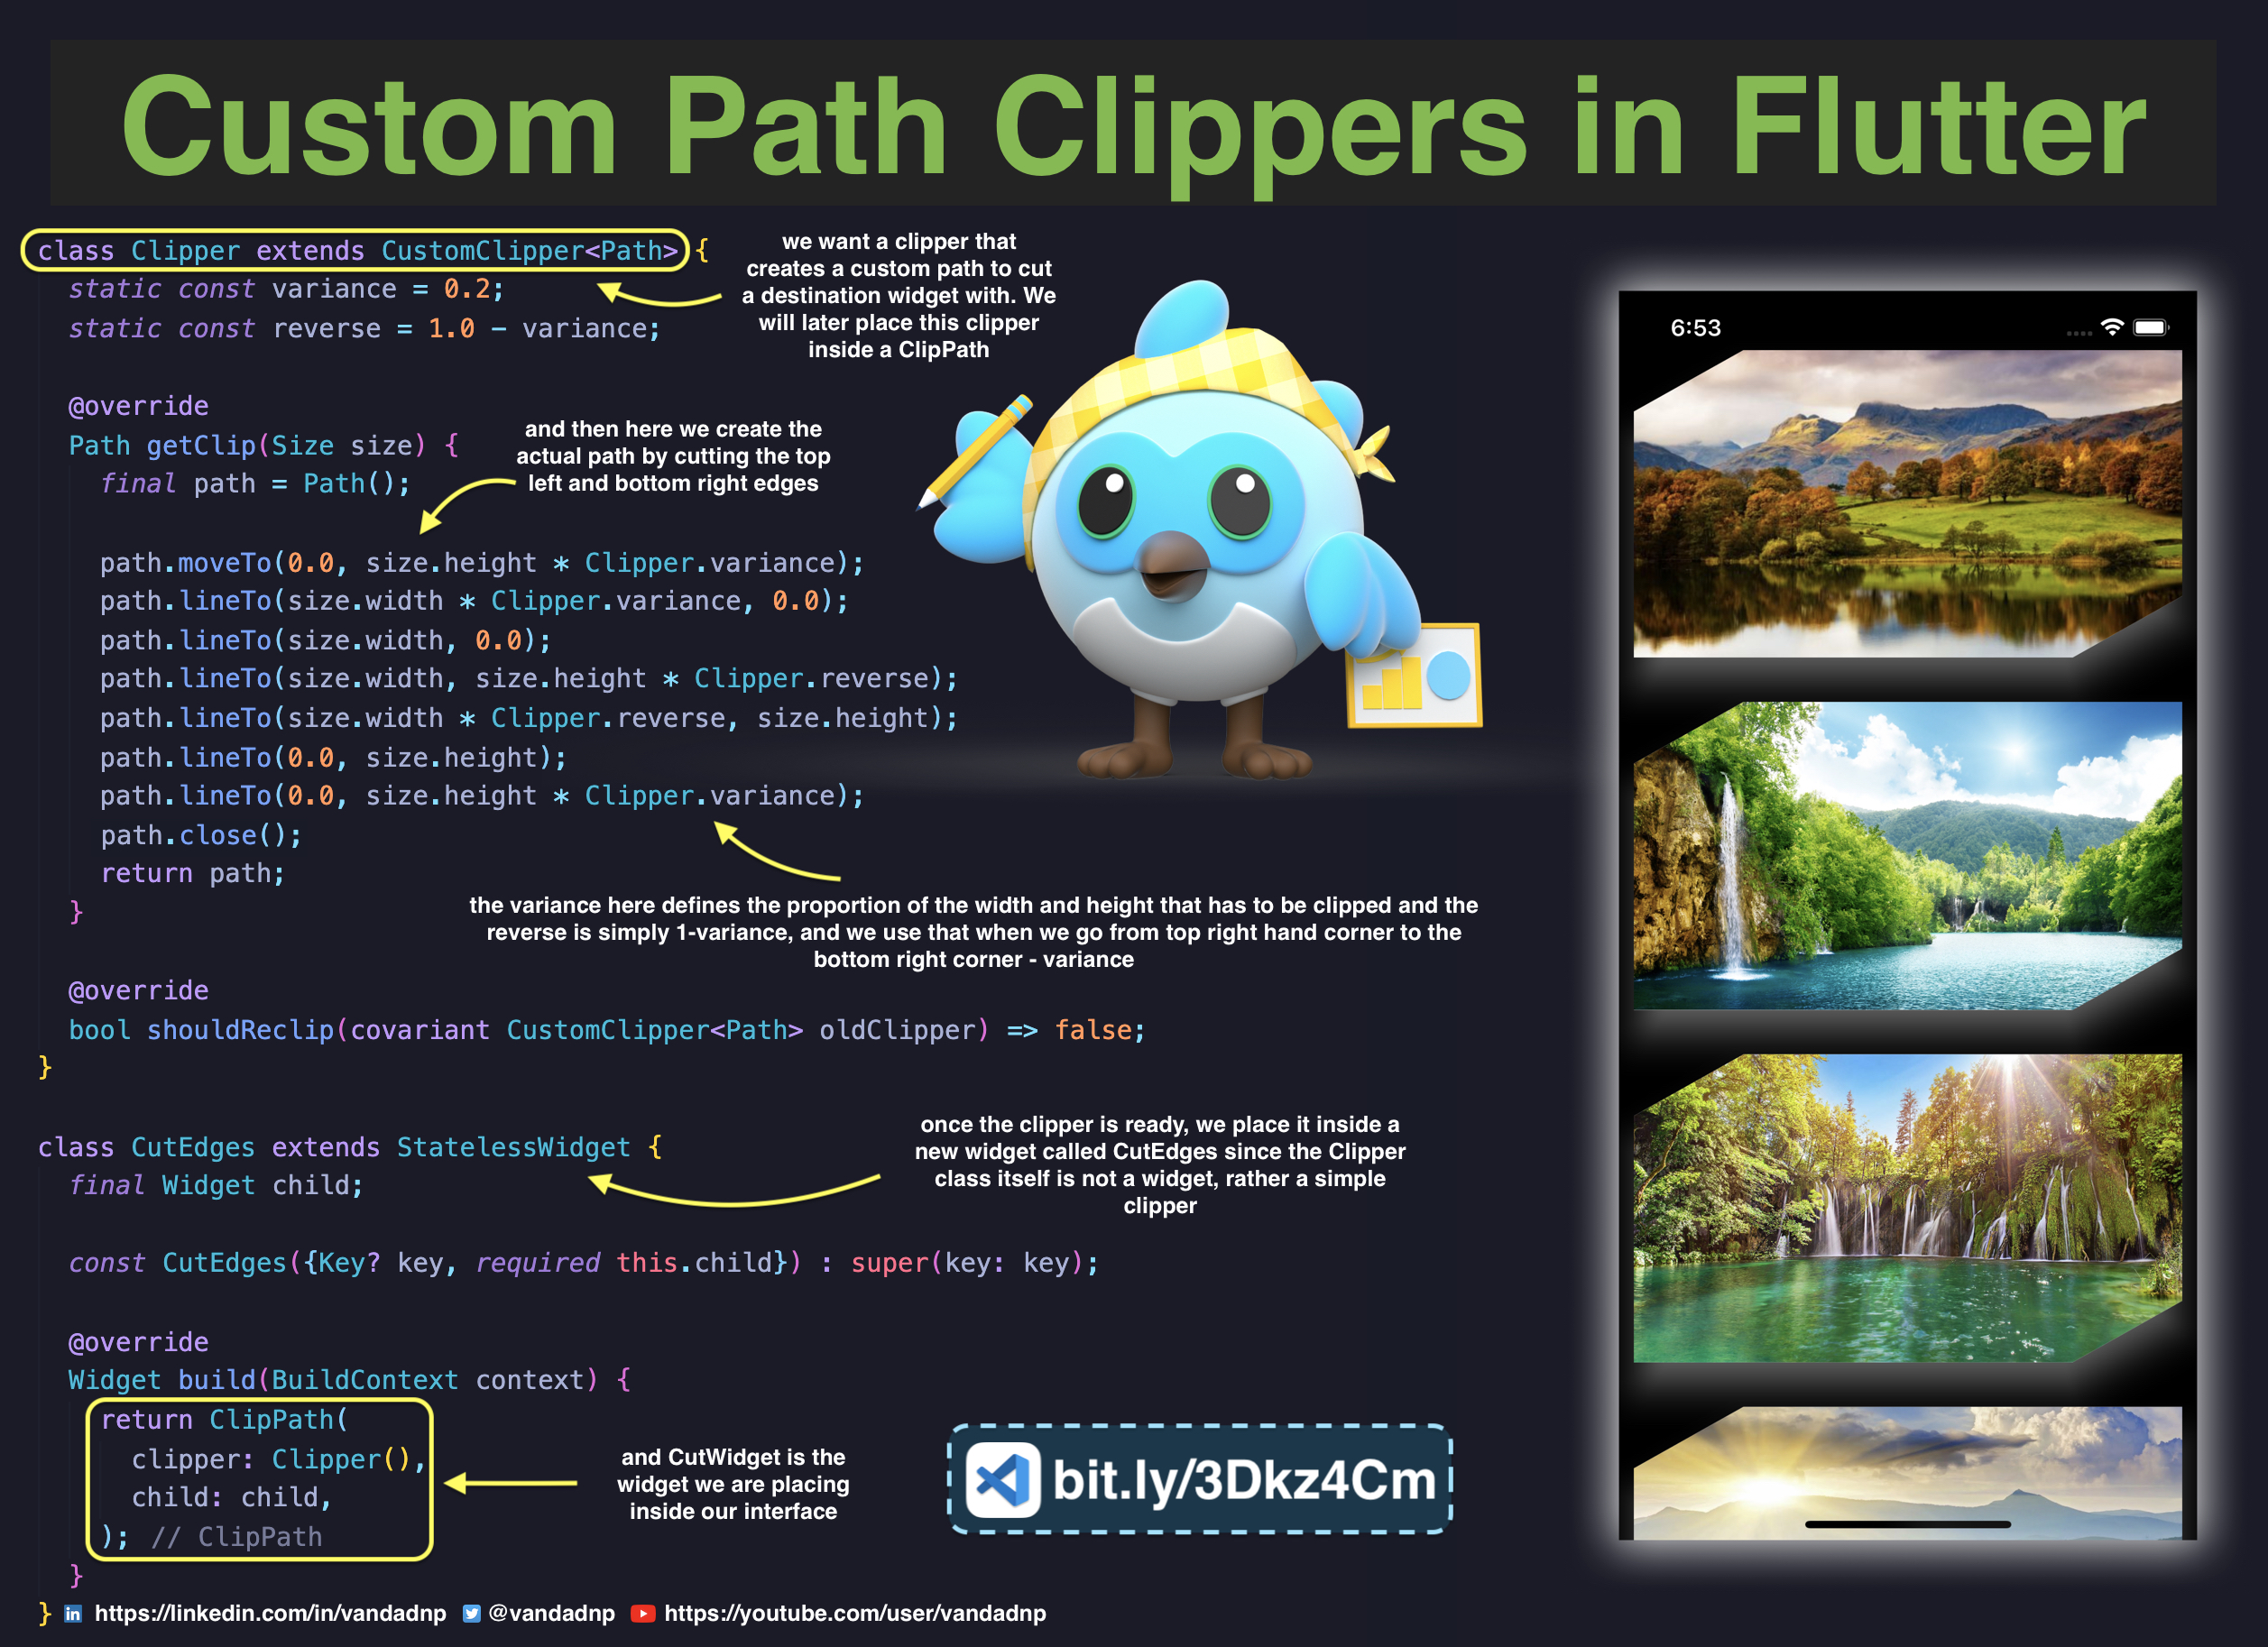 Custom Path Clippers in Flutter
class Clipper extends CustomClipper<Path> {
  static const variance = 0.2;
  static const reverse = 1.0 - variance;
we want a clipper that
creates a custom path to cut
a destination widget with. We
will later place this clipper
inside a ClipPath
  @override
  Path getClip(Size size) {
    final path = Path();
and then here we create the
actual path by cutting the top
left and bottom right edges
    path.moveTo(0.0, size.height * Clipper.variance);
    path.lineTo(size.width * Clipper.variance, 0.0);
    path.lineTo(size.width, 0.0);
    path.lineTo(size.width, size.height * Clipper.reverse);
    path.lineTo(size.width * Clipper.reverse, size.height);
    path.lineTo(0.0, size.height);
    path.lineTo(0.0, size.height * Clipper.variance);
    path.close();
    return path;
  }
the variance here defines the proportion of the width and height that has to be clipped and the
reverse is simply 1-variance, and we use that when we go from top right hand corner to the
bottom right corner - variance
  @override
  bool shouldReclip(covariant CustomClipper<Path> oldClipper) => false;
}
class CutEdges extends StatelessWidget {
  final Widget child;
once the clipper is ready, we place it inside a
new widget called CutEdges since the Clipper
class itself is not a widget, rather a simple
clipper
  const CutEdges({Key? key, required this.child}) : super(key: key);
  @override
  Widget build(BuildContext context) {
    return ClipPath(
      clipper: Clipper(),
      child: child,
    ); // ClipPath
  }
}
and CutWidget is the
widget we are placing
inside our interface
bit.ly/3Dkz4Cm
6:53
in https://linkedin.com/in/vandadnp @vandadnp https://youtube.com/user/vandadnp